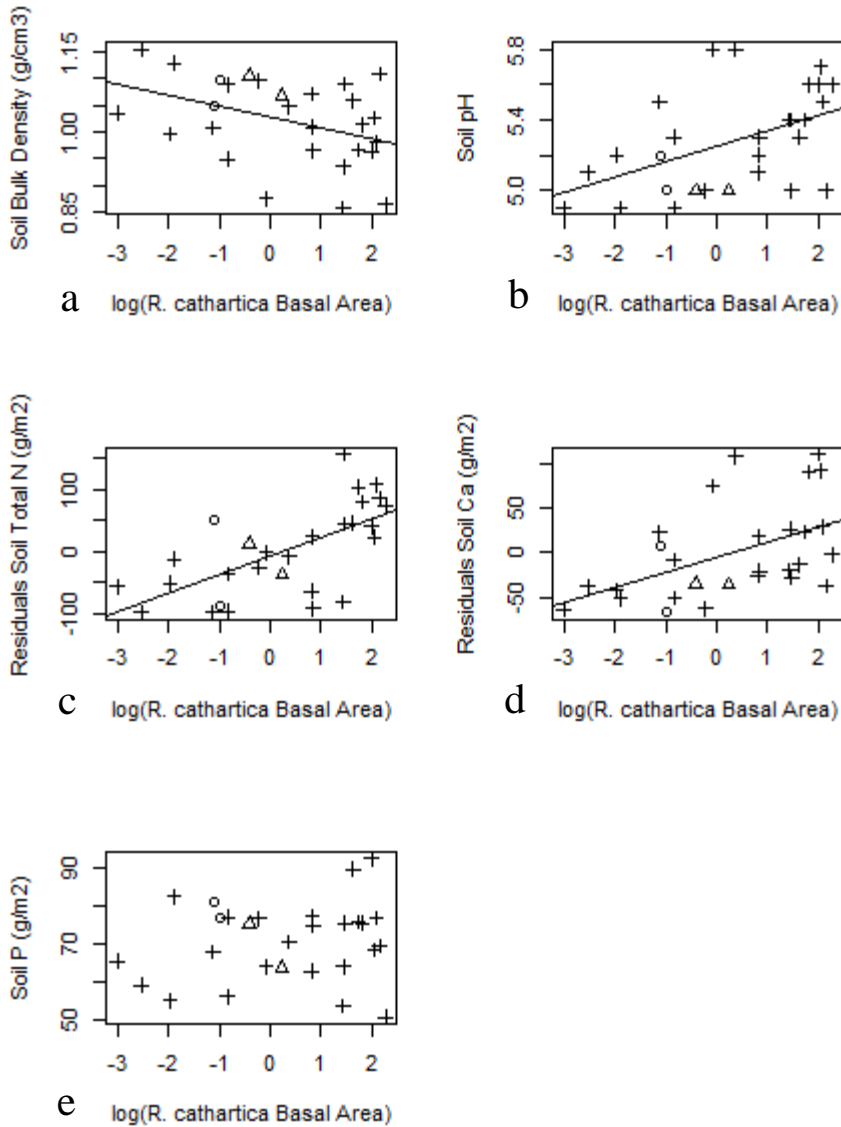 Soil Bulk Density (g/cm3)
1.15
1.00
0.85
-3 -2 -1 0 1 2
a
log(R. cathartica Basal Area)
Soil pH
5.8
5.4
5.0
-3 -2 -1 0 1 2
b
log(R. cathartica Basal Area)
Residuals Soil Total N (g/m2)
100
0
-100
-3 -2 -1 0 1 2
c
log(R. cathartica Basal Area)
Residuals Soil Ca (g/m2)
50
0
-50
-3 -2 -1 0 1 2
d
log(R. cathartica Basal Area)
Soil P (g/m2)
90
70
50
-3 -2 -1 0 1 2
e
log(R. cathartica Basal Area)